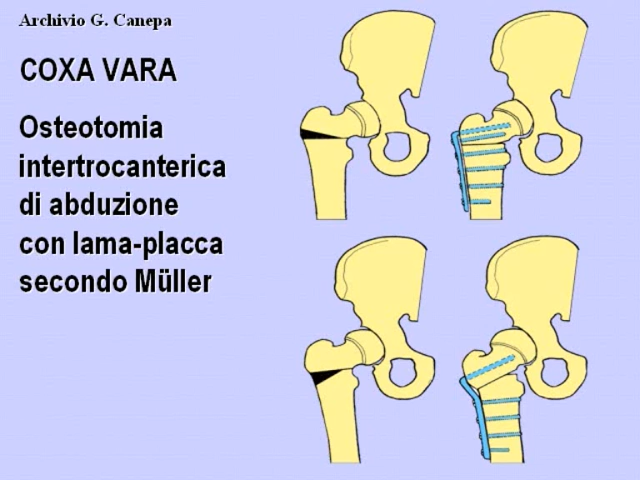 Archivio G. Canepa
COXA VARA
Osteotomia
intertrocanterica
di abduzione
con lama-placca
secondo Müller